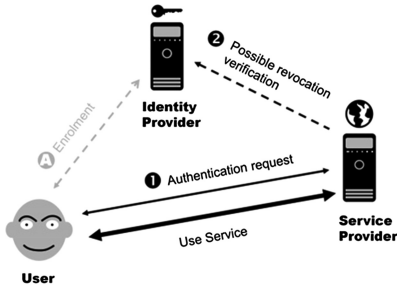 2
Possible revocation
verification
Identity
Provider
A
Enrolment
1
Authentication request
Use Service
Service
Provider
User